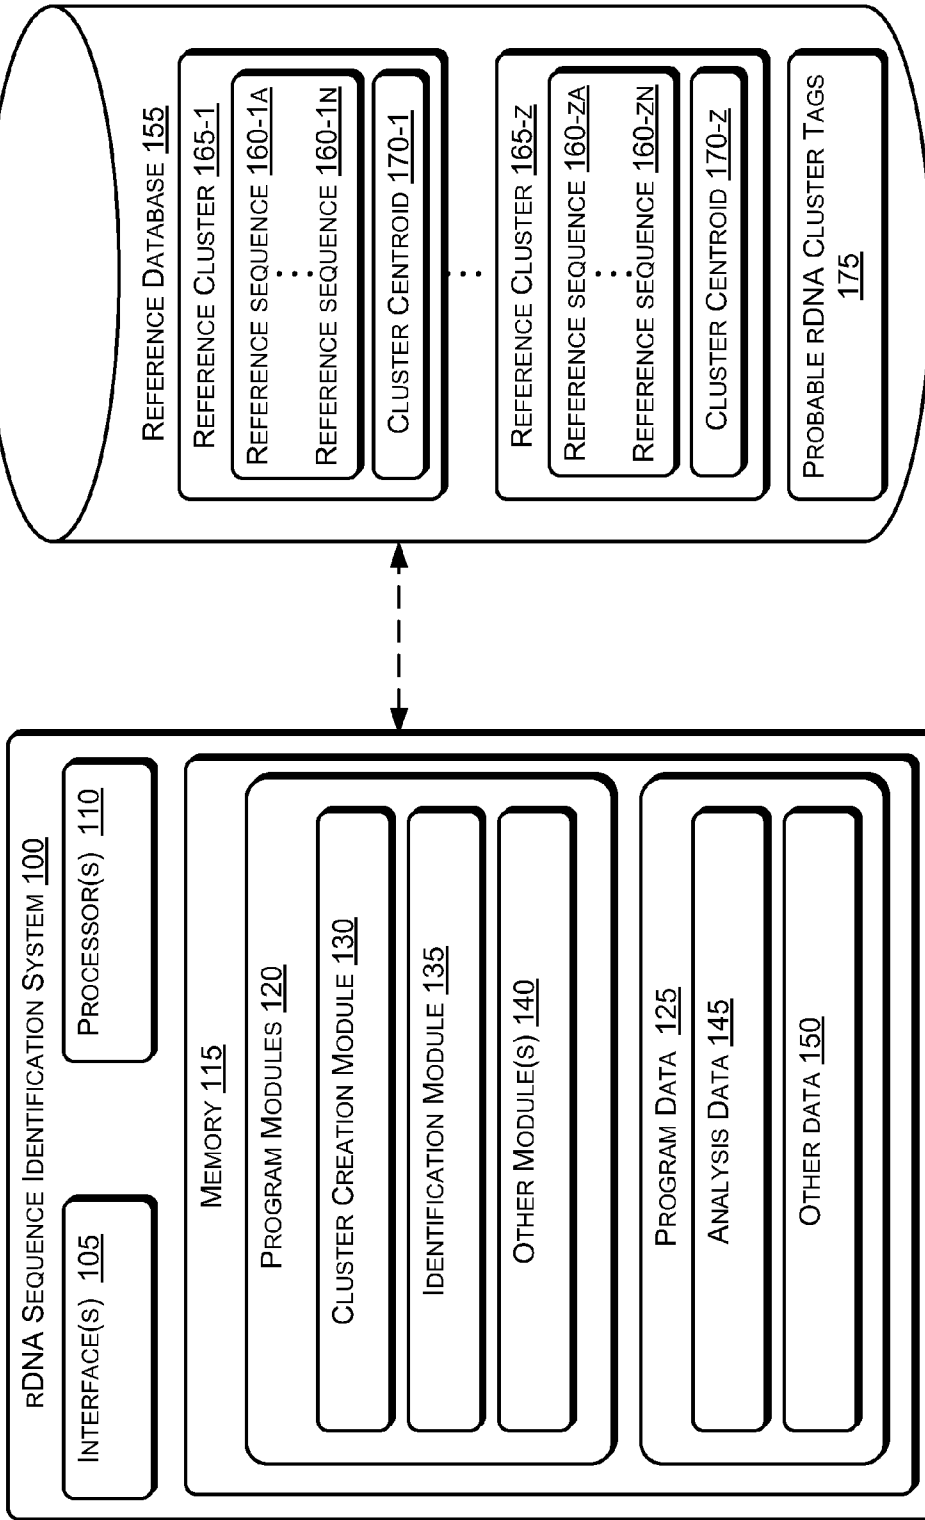 rDNA Sequence Identification System 100
Interface(s) 105
Processor(s) 110
Memory 115
Program Modules 120
Cluster Creation Module 130
Identification Module 135
Other Module(s) 140
Program Data 125
Analysis Data 145
Other data 150
Reference Database 155
Reference Cluster 165-1
Reference sequence 160-1A
...
Reference sequence 160-1N
Cluster Centroid 170-1
...
Reference Cluster 165-Z
Reference sequence 160-ZA
...
Reference sequence 160-ZN
Cluster Centroid 170-Z
Probable rDNA Cluster Tags
175